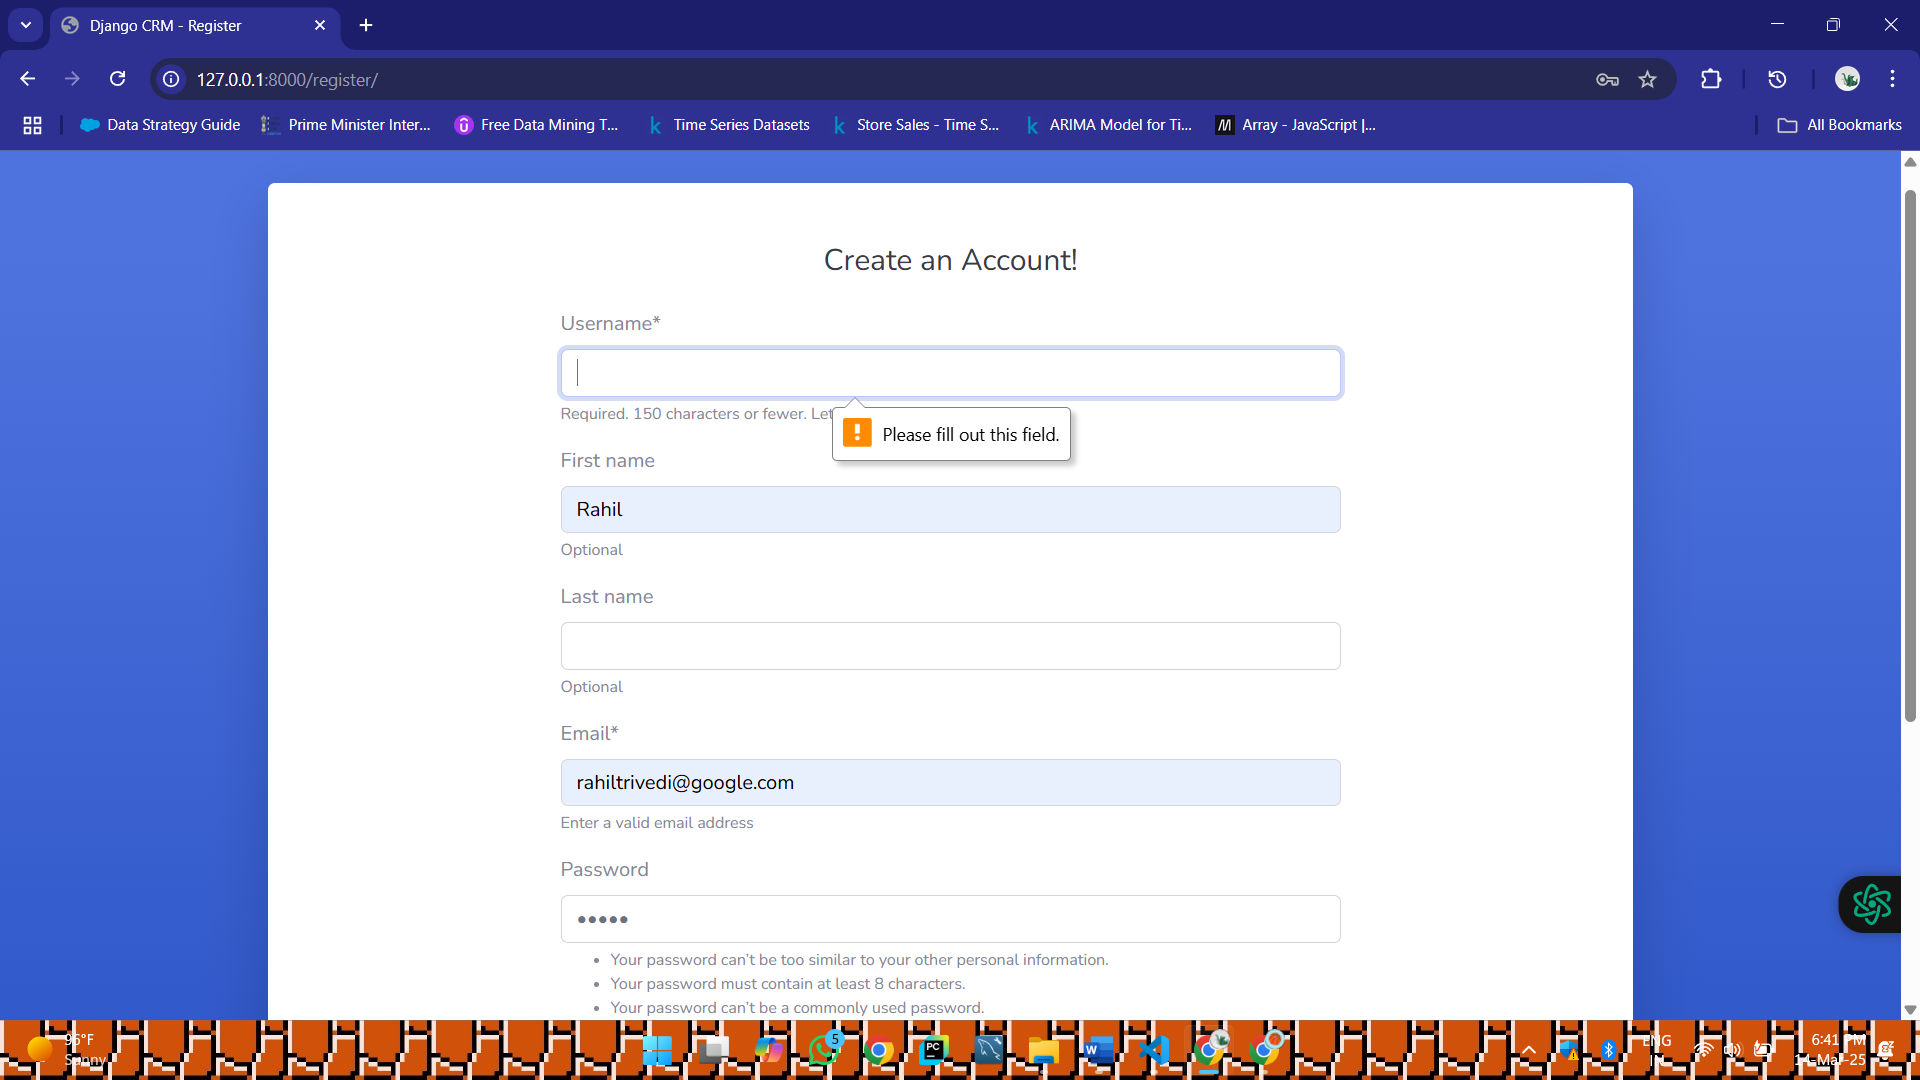 Django CRM - Register
127.0.0.1:8000/register/
Data Strategy Guide
Prime Minister Inter...
Free Data Mining T...
Time Series Datasets
Store Sales - Time S...
ARIMA Model for Ti...
Array - JavaScript |...
All Bookmarks
Create an Account!
Username*
Required. 150 characters or fewer. Let
Please fill out this field.
First name
Rahil
Optional
Last name
Optional
Email*
rahiltrivedi@google.com
Enter a valid email address
Password
•••••
• Your password can't be too similar to your other personal information.
• Your password must contain at least 8 characters.
• Your password can't be a commonly used password.
96°F
Sunny
5
PC
W
ENG
IN
6:41 PM
14-Mar-25